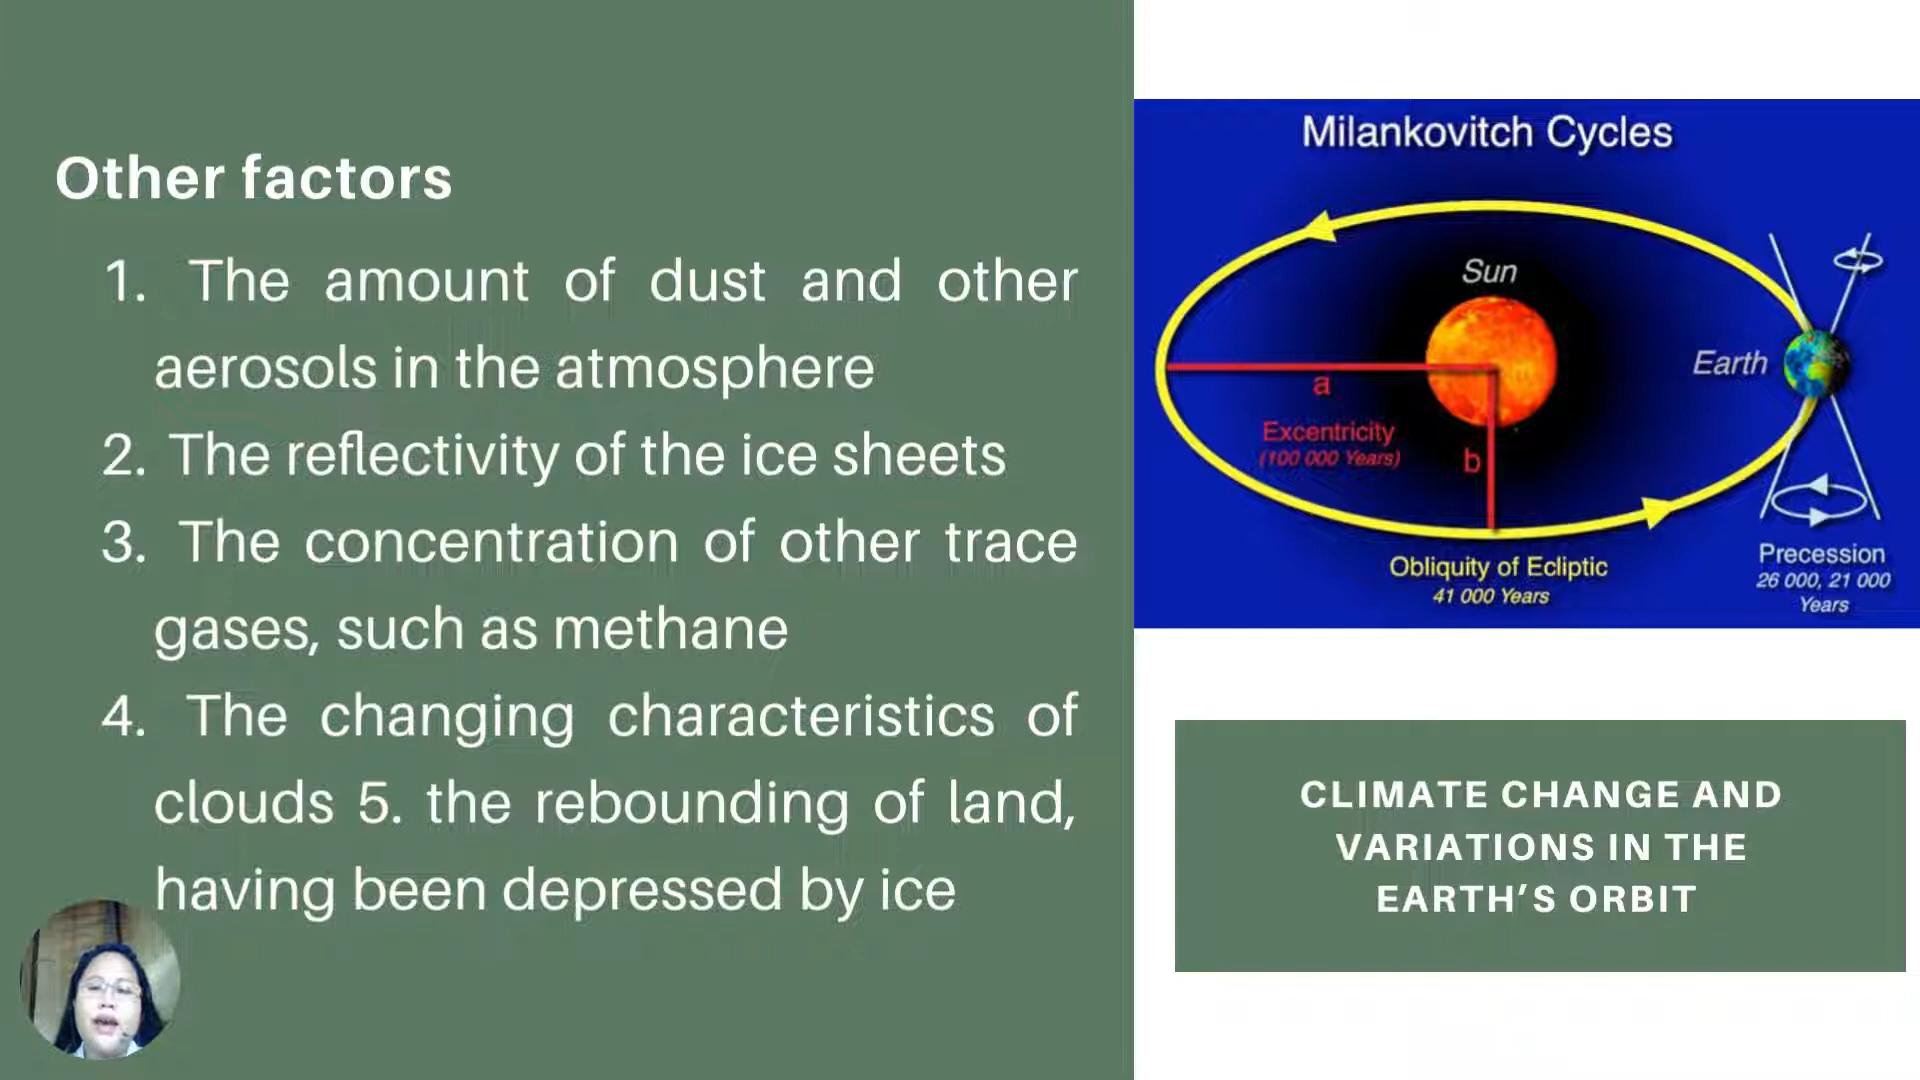 Other factors
1. The amount of dust and other
aerosols in the atmosphere
2. The reflectivity of the ice sheets
3. The concentration of other trace
gases, such as methane
4. The changing characteristics of
clouds 5. the rebounding of land,
having been depressed by ice
Milankovitch Cycles
Sun
Earth
a
Excentricity
(100 000 Years)
b
Obliquity of Ecliptic
41 000 Years
Precession
26 000, 21 000
Years
CLIMATE CHANGE AND
VARIATIONS IN THE
EARTH’S ORBIT